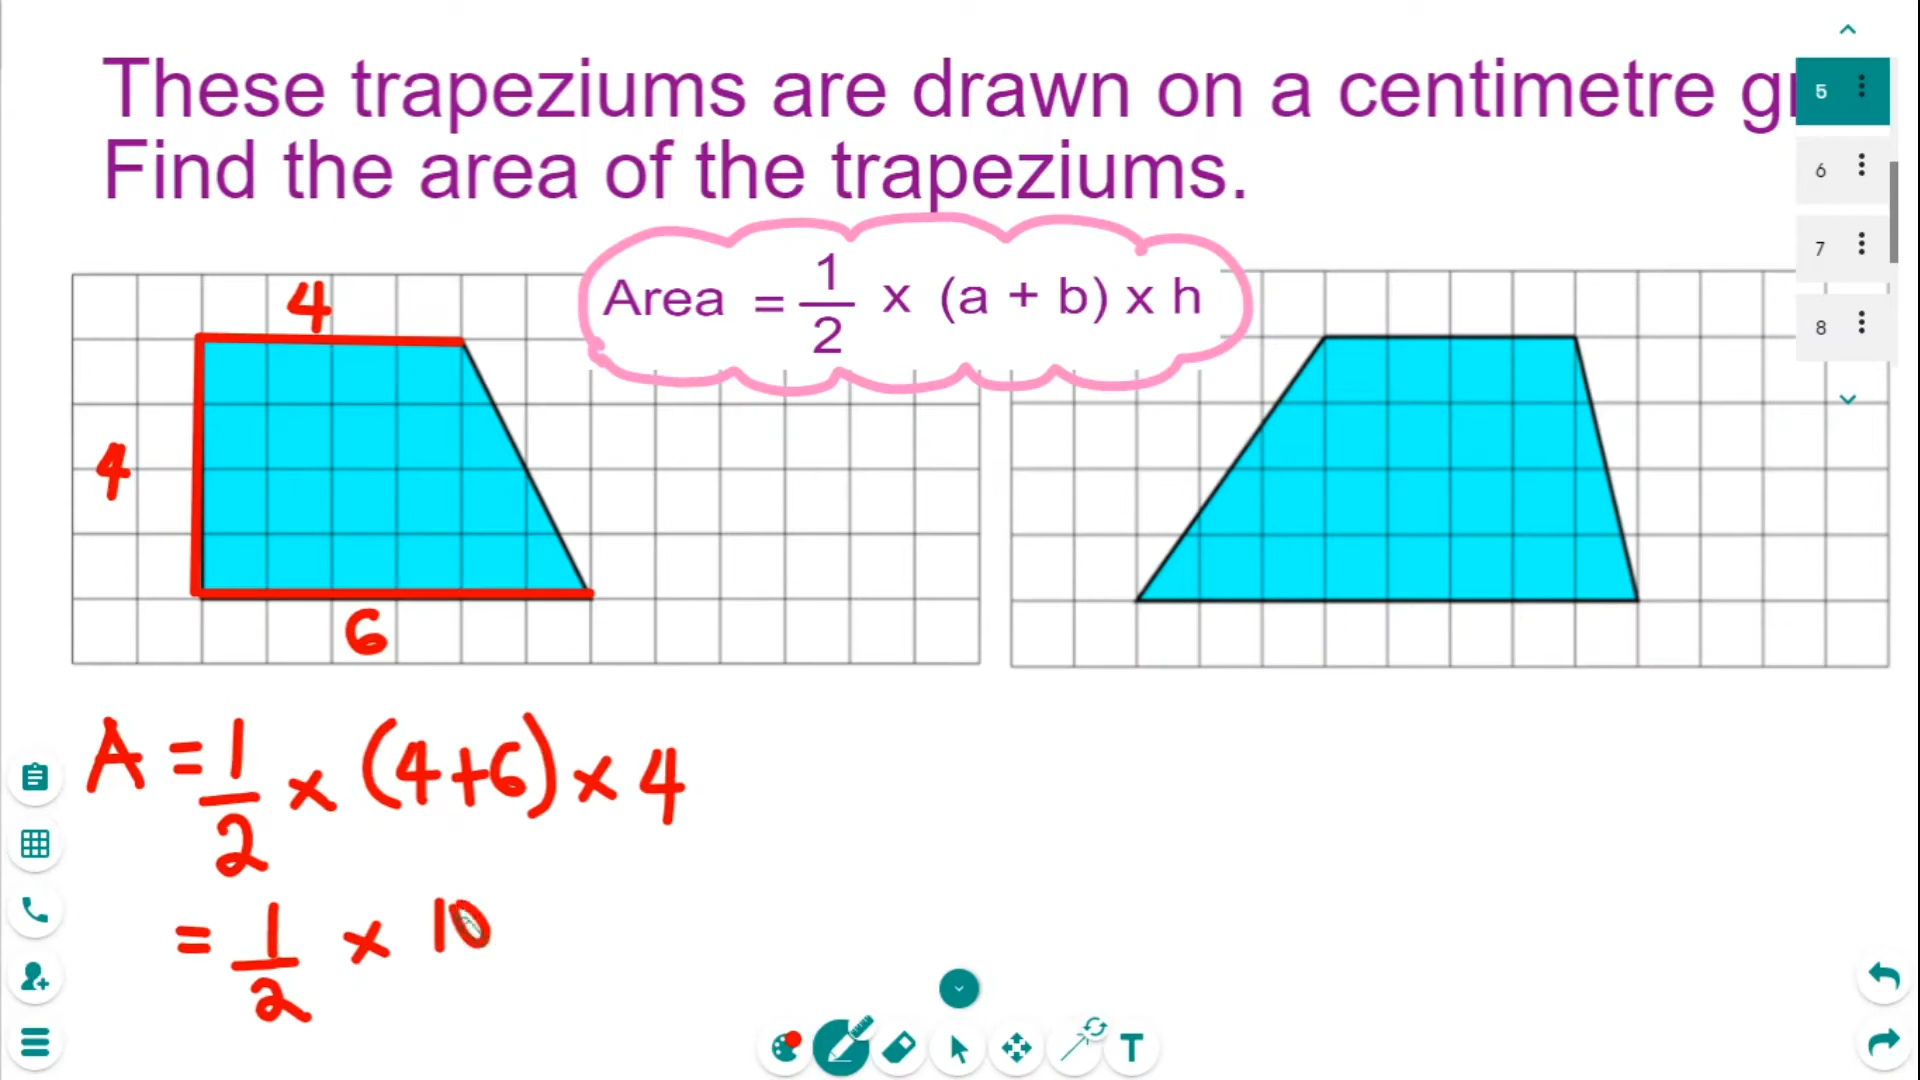 These trapeziums are drawn on a centimetre gr
Find the area of the trapeziums.
Area = 1/2 x (a + b) x h
4
4
6
A = 1/2 × (4+6) × 4
= 1/2 × 10
5
6
7
8
T